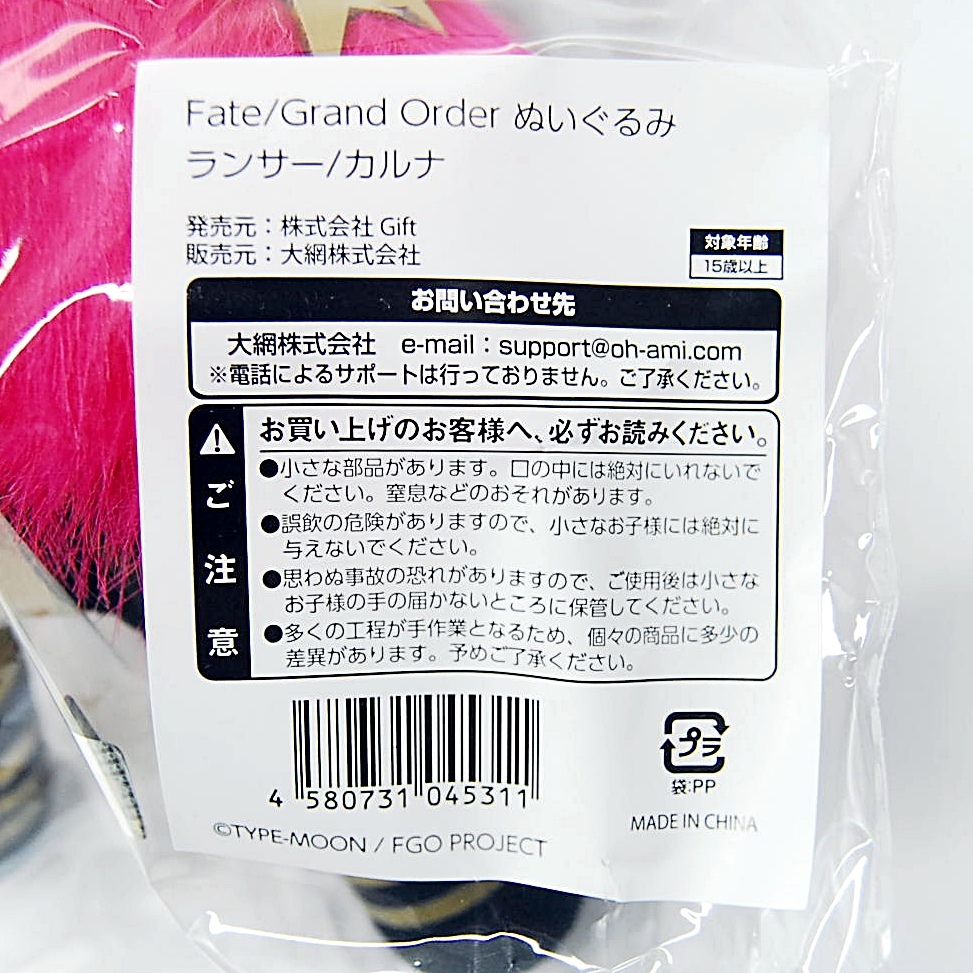 Fate/Grand Order ぬいぐるみ
ランサー/カルナ
発売元：株式会社 Gift
販売元：大網株式会社
対象年齢
15歳以上
お問い合わせ先
大網株式会社 e-mail：support@oh-ami.com
※電話によるサポートは行っておりません。ご了承ください。
ご注意
お買い上げのお客様へ、必ずお読みください。
●小さな部品があります。口の中には絶対にいれないで
ください。窒息などのおそれがあります。
●誤飲の危険がありますので、小さなお子様には絶対に
与えないでください。
●思わぬ事故の恐れがありますので、ご使用後は小さな
お子様の手の届かないところに保管してください。
●多くの工程が手作業となるため、個々の商品に多少の
差異があります。予めご了承ください。
4 580731 045311
プラ
袋:PP
MADE IN CHINA
©TYPE-MOON / FGO PROJECT